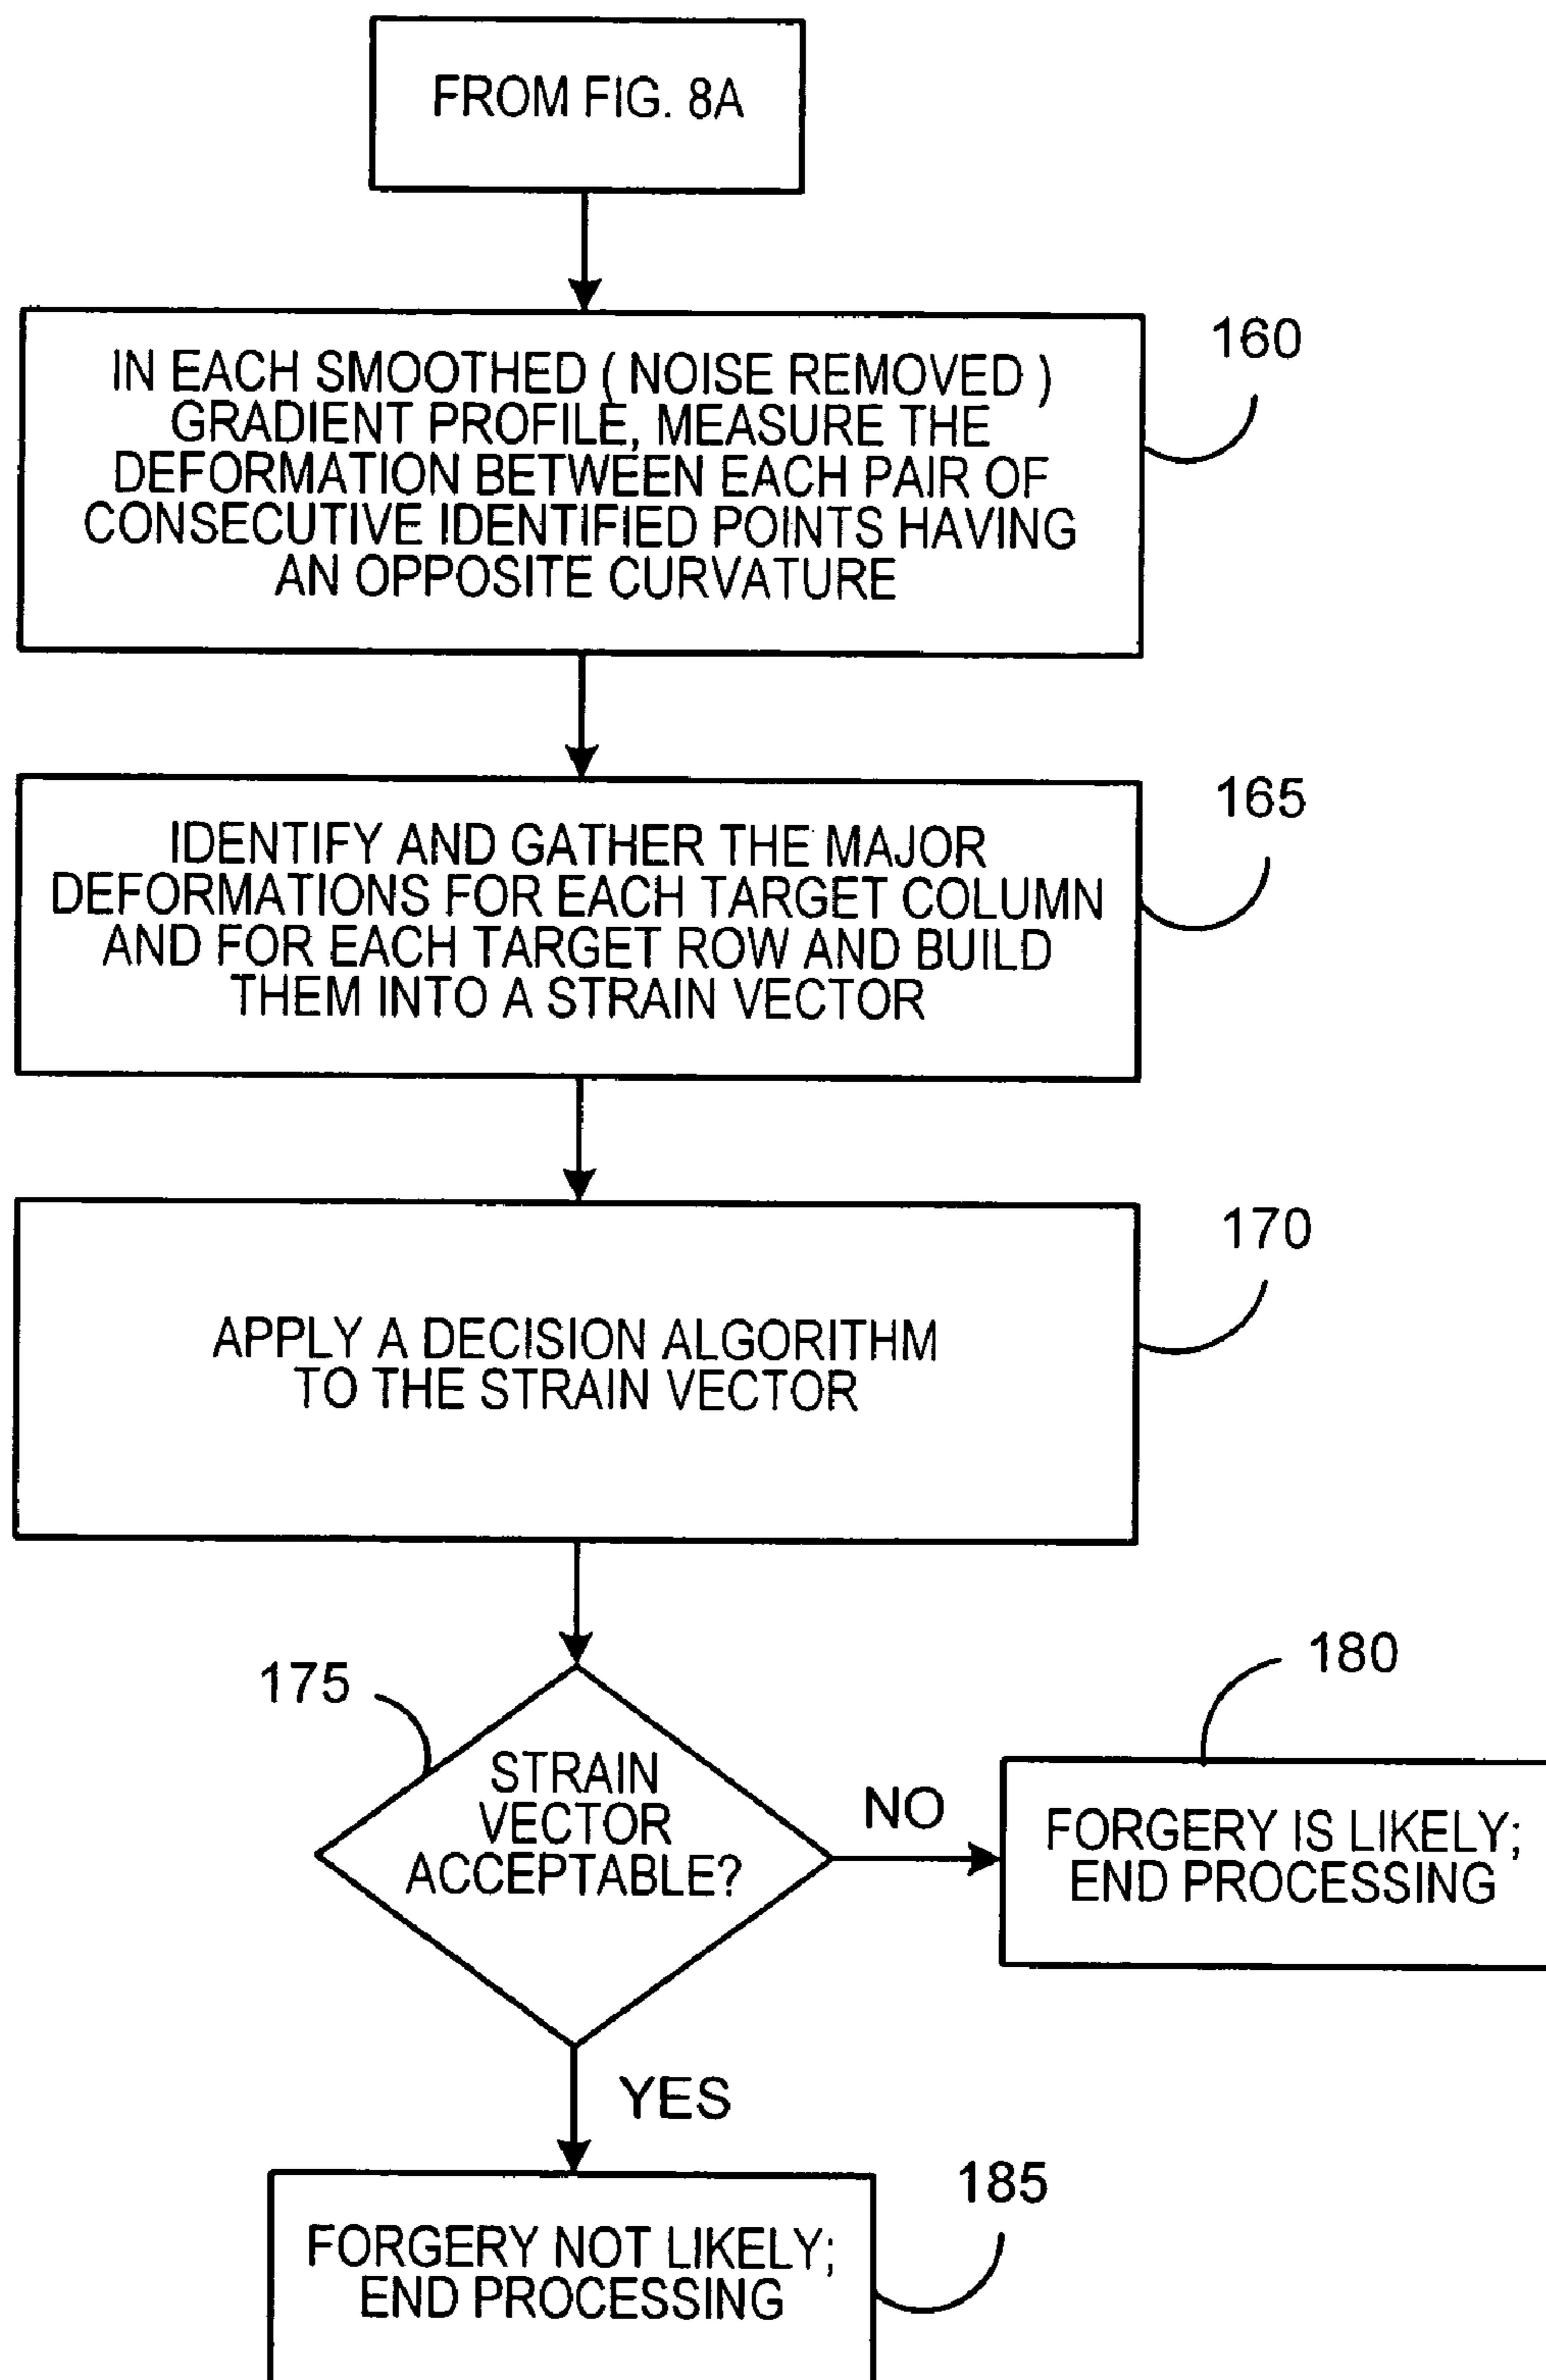 FROM FIG. 8A
IN EACH SMOOTHED ( NOISE REMOVED )
GRADIENT PROFILE, MEASURE THE
DEFORMATION BETWEEN EACH PAIR OF
CONSECUTIVE IDENTIFIED POINTS HAVING
AN OPPOSITE CURVATURE
160
IDENTIFY AND GATHER THE MAJOR
DEFORMATIONS FOR EACH TARGET COLUMN
AND FOR EACH TARGET ROW AND BUILD
THEM INTO A STRAIN VECTOR
165
APPLY A DECISION ALGORITHM
TO THE STRAIN VECTOR
170
175
STRAIN
VECTOR
ACCEPTABLE?
NO
180
FORGERY IS LIKELY;
END PROCESSING
YES
185
FORGERY NOT LIKELY;
END PROCESSING